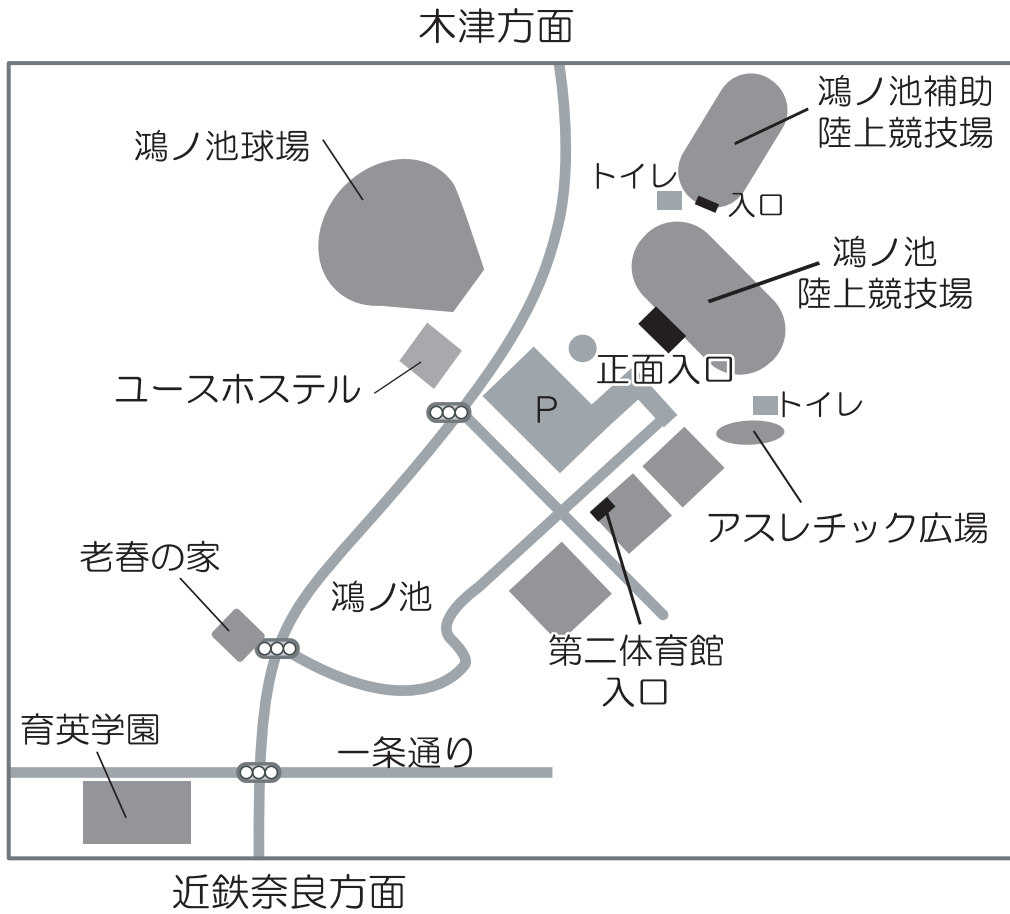 木津方面
鴻ノ池補助
陸上競技場
鴻ノ池球場
トイレ
入口
鴻ノ池
陸上競技場
正面入口
ユースホステル
P
トイレ
アスレチック広場
老春の家
鴻ノ池
第二体育館
入口
育英学園
一条通り
近鉄奈良方面